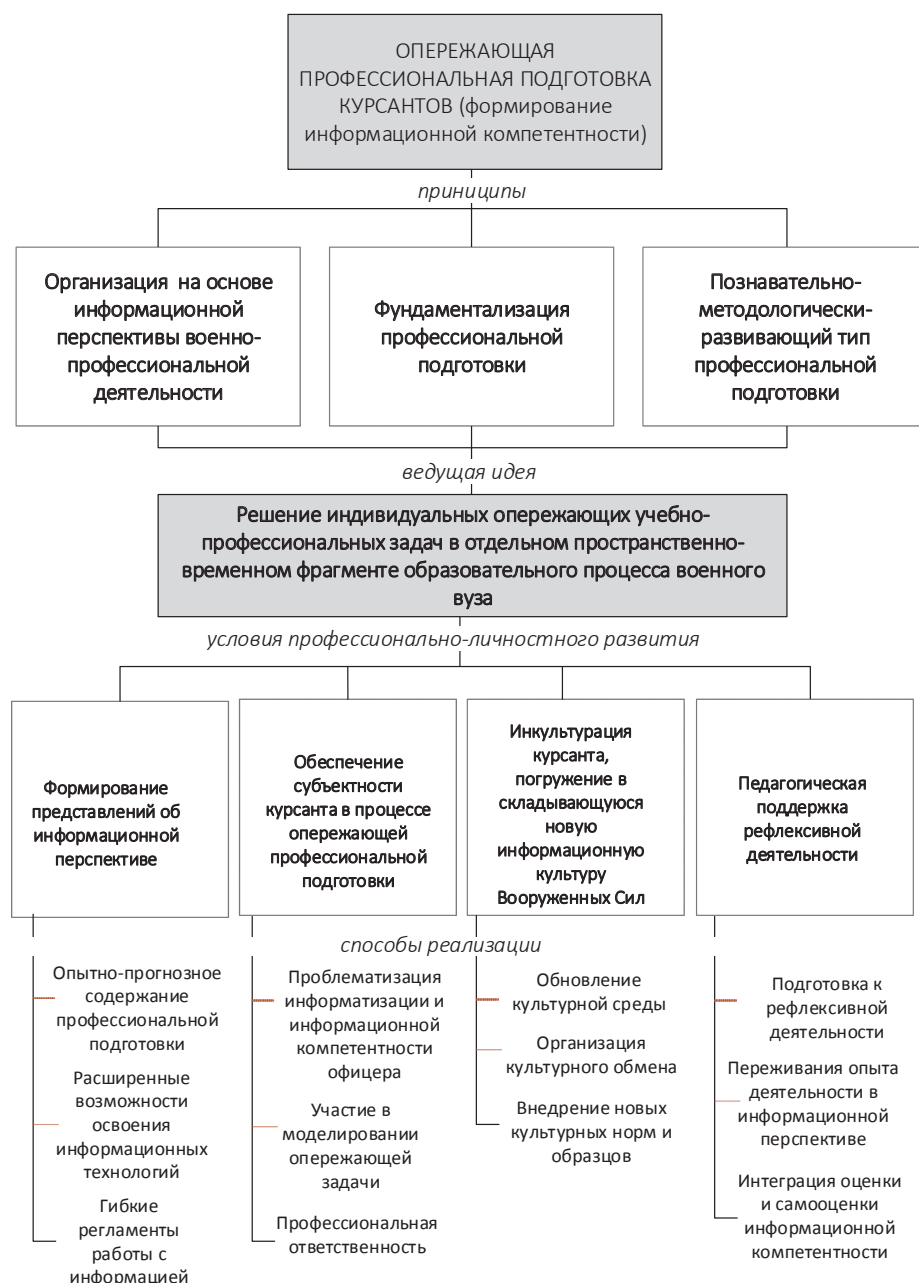 ОПЕРЕЖАЮЩАЯ
ПРОФЕССИОНАЛЬНАЯ ПОДГОТОВКА
КУРСАНТОВ (формирование
информационной компетентности)
приниципы
Организация на основе
информационной
перспективы военно-
профессиональной
деятельности
Фундаментализация
профессиональной
подготовки
Познавательно-
методологически-
развивающий тип
профессиональной
подготовки
ведущая идея
Решение индивидуальных опережающих учебно-
профессиональных задач в отдельном пространственно-
временном фрагменте образовательного процесса военного
вуза
условия профессионально-личностного развития
Формирование
представлений об
информационной
перспективе
Обеспечение
субъектности
курсанта в процессе
опережающей
профессиональной
подготовки
Инкультурация
курсанта,
погружение в
складывающуюся
новую
информационную
культуру
Вооруженных Сил
Педагогическая
поддержка
рефлексивной
деятельности
способы реализации
Опытно-прогнозное
содержание
профессиональной
подготовки
Расширенные
возможности
освоения
информационных
технологий
Гибкие
регламенты
работы с
информацией
Проблематизация
информатизации и
информационной
компетентности
офицера
Участие в
моделировании
опережающей
задачи
Профессиональная
ответственность
Обновление
культурной среды
Организация
культурного обмена
Внедрение новых
культурных норм и
образцов
Подготовка к
рефлексивной
деятельности
Переживания опыта
деятельности в
информационной
перспективе
Интеграция оценки
и самооценки
информационной
компетентности